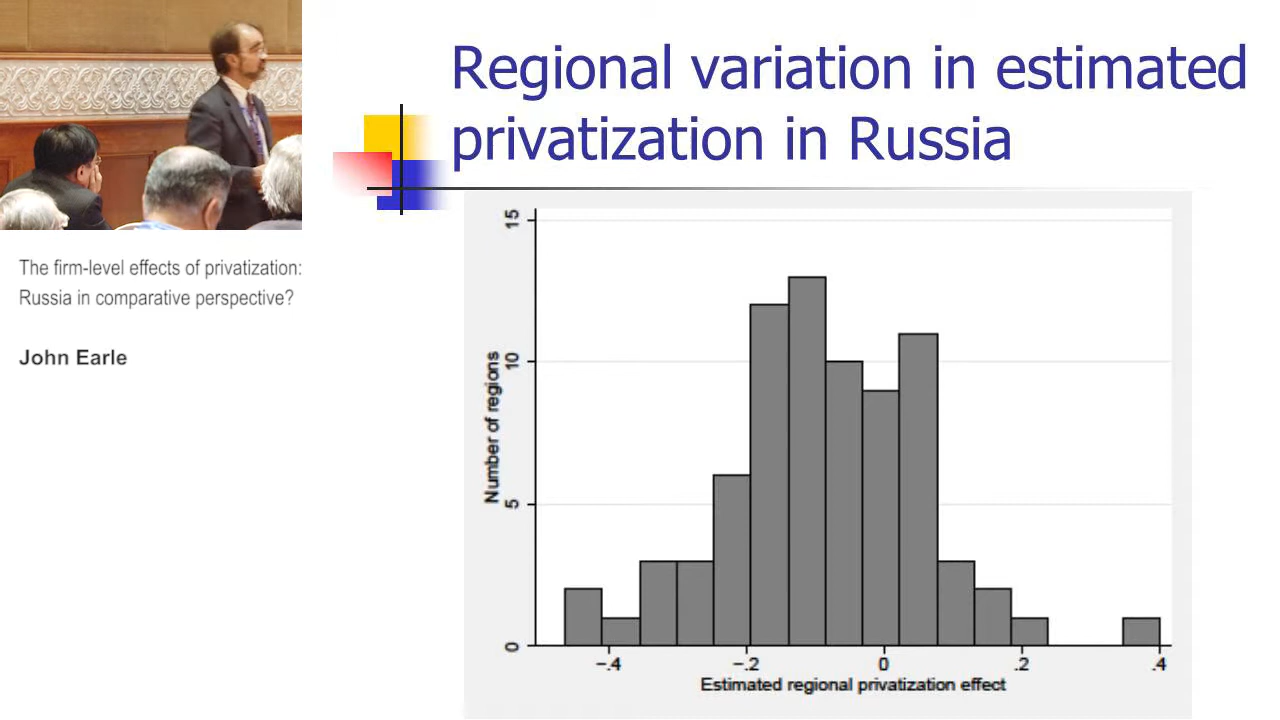 Regional variation in estimated
privatization in Russia
The firm-level effects of privatization:
Russia in comparative perspective?
John Earle
15
10
5
0
Number of regions
−.4 −.2 0 .2 .4
Estimated regional privatization effect